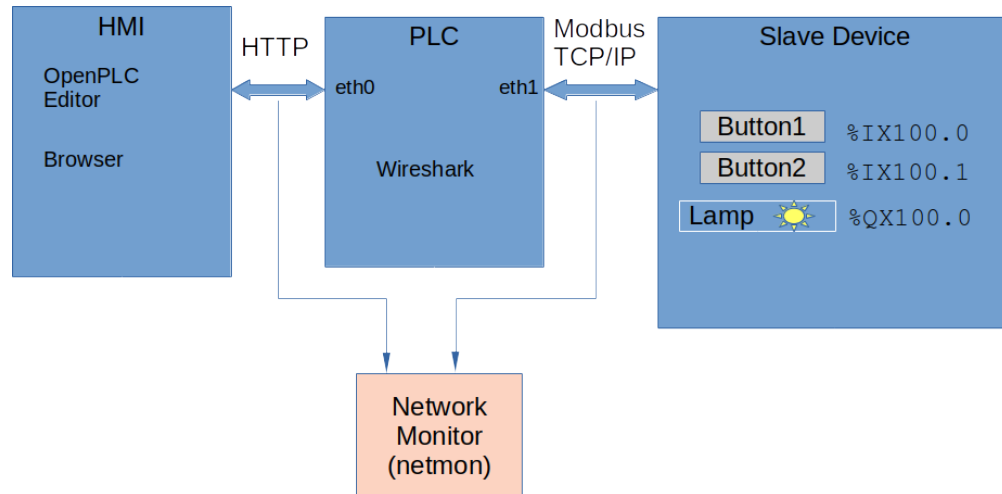 HMI
OpenPLC
Editor
Browser
HTTP
PLC
eth0
eth1
Wireshark
Modbus
TCP/IP
Slave Device
Button1
%IX100.0
Button2
%IX100.1
Lamp
%QX100.0
Network
Monitor
(netmon)